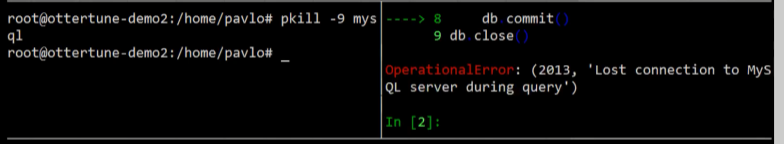 root@ottertune-demo2:/home/pavlo# pkill -9 mys
ql
root@ottertune-demo2:/home/pavlo# _
----> 8     db.commit()
      9 db.close()
OperationalError: (2013, 'Lost connection to MyS
QL server during query')
In [2]: